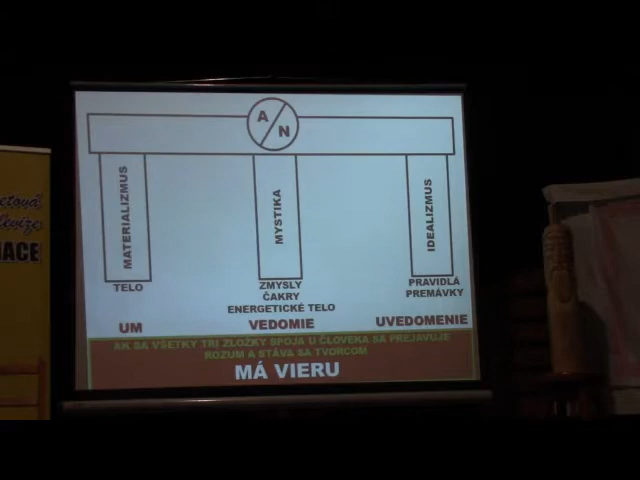 A
N
MATERIALIZMUS
MYSTIKA
IDEALIZMUS
TELO
ZMYSLY
ČAKRY
ENERGETICKÉ TELO
PRAVIDLÁ
PREMÁVKY
UM
VEDOMIE
UVEDOMENIE
AK SA VŠETKY TRI ZLOŽKY SPOJA U ČLOVEKA SA PREJAVUJE
ROZUM A STÁVA SA TVORCOM
MÁ VIERU